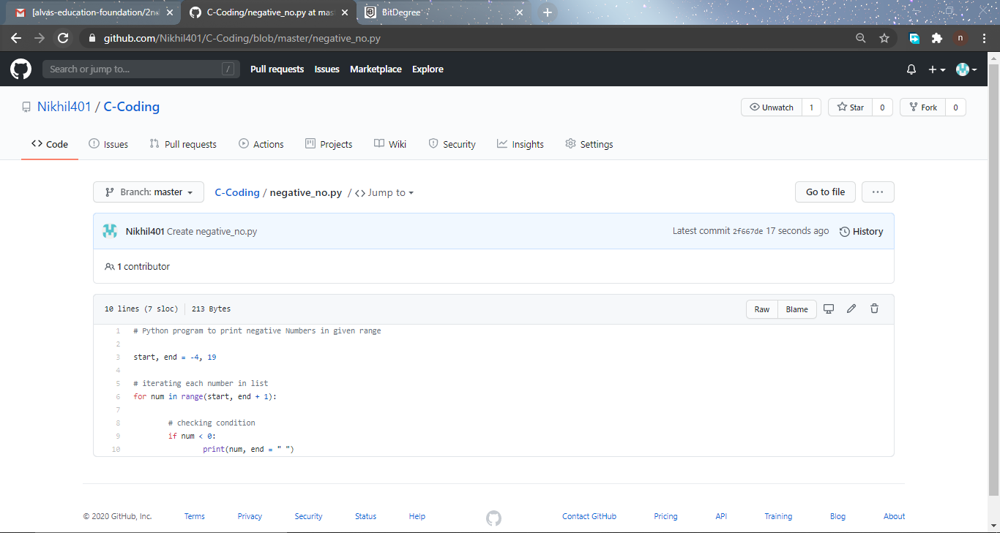 [alvas-education-foundation/2ne
C-Coding/negative_no.py at mas
BitDegree
github.com/Nikhil401/C-Coding/blob/master/negative_no.py
n
Search or jump to...
/
Pull requests
Issues
Marketplace
Explore
Nikhil401 / C-Coding
Unwatch 1
Star 0
Fork 0
Code
Issues
Pull requests
Actions
Projects
Wiki
Security
Insights
Settings
Branch: master
C-Coding / negative_no.py / <> Jump to
Go to file
Nikhil401 Create negative_no.py
Latest commit 2f667de 17 seconds ago
History
1 contributor
10 lines (7 sloc)
213 Bytes
Raw
Blame
1 # Python program to print negative Numbers in given range
2
3 start, end = -4, 19
4
5 # iterating each number in list
6 for num in range(start, end + 1):
7
8 # checking condition
9 if num < 0:
10 print(num, end = " ")
© 2020 GitHub, Inc.
Terms
Privacy
Security
Status
Help
Contact GitHub
Pricing
API
Training
Blog
About